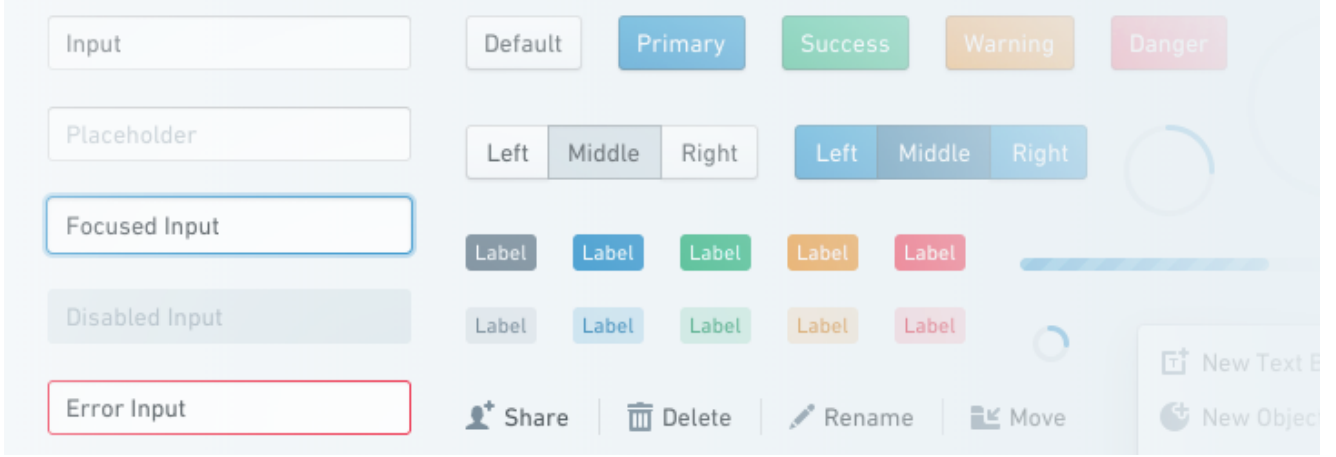 Input
Default Primary Success Warning Danger
Placeholder
Left Middle Right Left Middle Right
Focused Input
Label Label Label Label Label
Disabled Input
Label Label Label Label Label
New Text
Error Input
Share Delete Rename Move
New Object